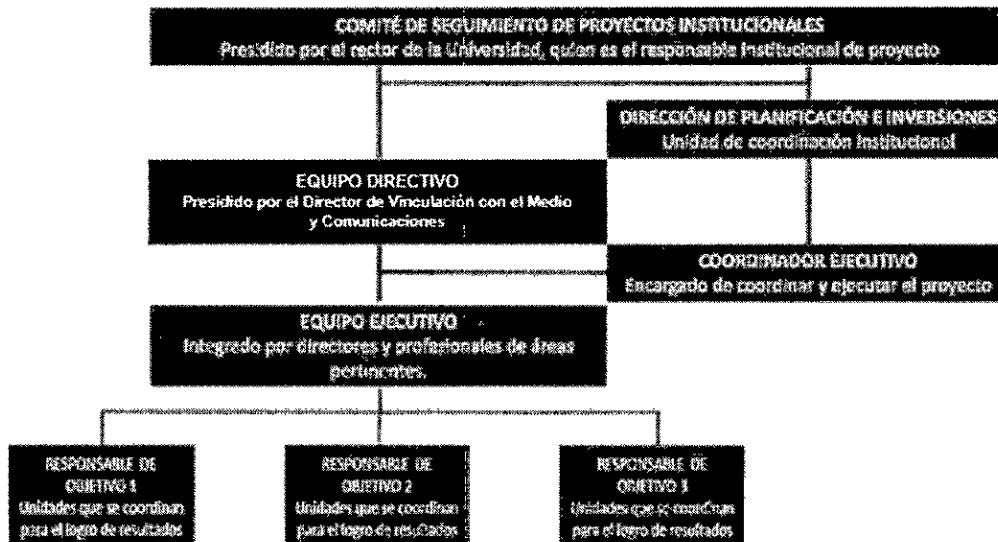 COMITÉ DE SEGUIMIENTO DE PROYECTOS INSTITUCIONALES
Presidido por el rector de la Universidad, quien es el responsable institucional de proyecto
DIRECCIÓN DE PLANIFICACIÓN E INVERSIONES
Unidad de coordinación Institucional
EQUIPO DIRECTIVO
Presidido por el Director de Vinculación con el Medio
y Comunicaciones
COORDINADOR EJECUTIVO
Encargado de coordinar y ejecutar el proyecto
EQUIPO EJECUTIVO
Integrado por directores y profesionales de áreas
pertinentes.
RESPONSABLE DE
OBJETIVO 1
Unidades que se coordinan
para el logro de resultados
RESPONSABLE DE
OBJETIVO 2
Unidades que se coordinan
para el logro de resultados
RESPONSABLE DE
OBJETIVO 3
Unidades que se coordinan
para el logro de resultados